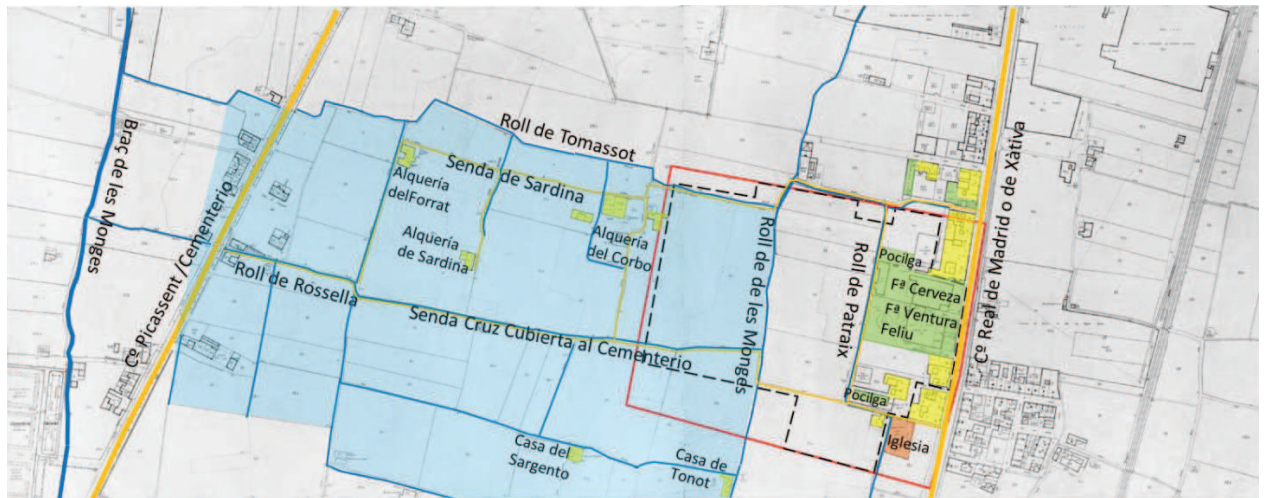 Braç de les Monges
Cº Picassent /Cementerio
Roll de Tomassot
Senda de Sardina
Alquería
delForrat
Alquería
de Sardina
Alquería
del Corbo
Roll de Rossella
Senda Cruz Cubierta al Cementerio
Roll de de les Monges
Roll de Patraix
Pocilga
Fª Cerveza
Fª Ventura
Feliu
Pocilga
Iglesia
Cº Real de Madrid o de Xàtiva
Casa del
Sargento
Casa de
Tonot